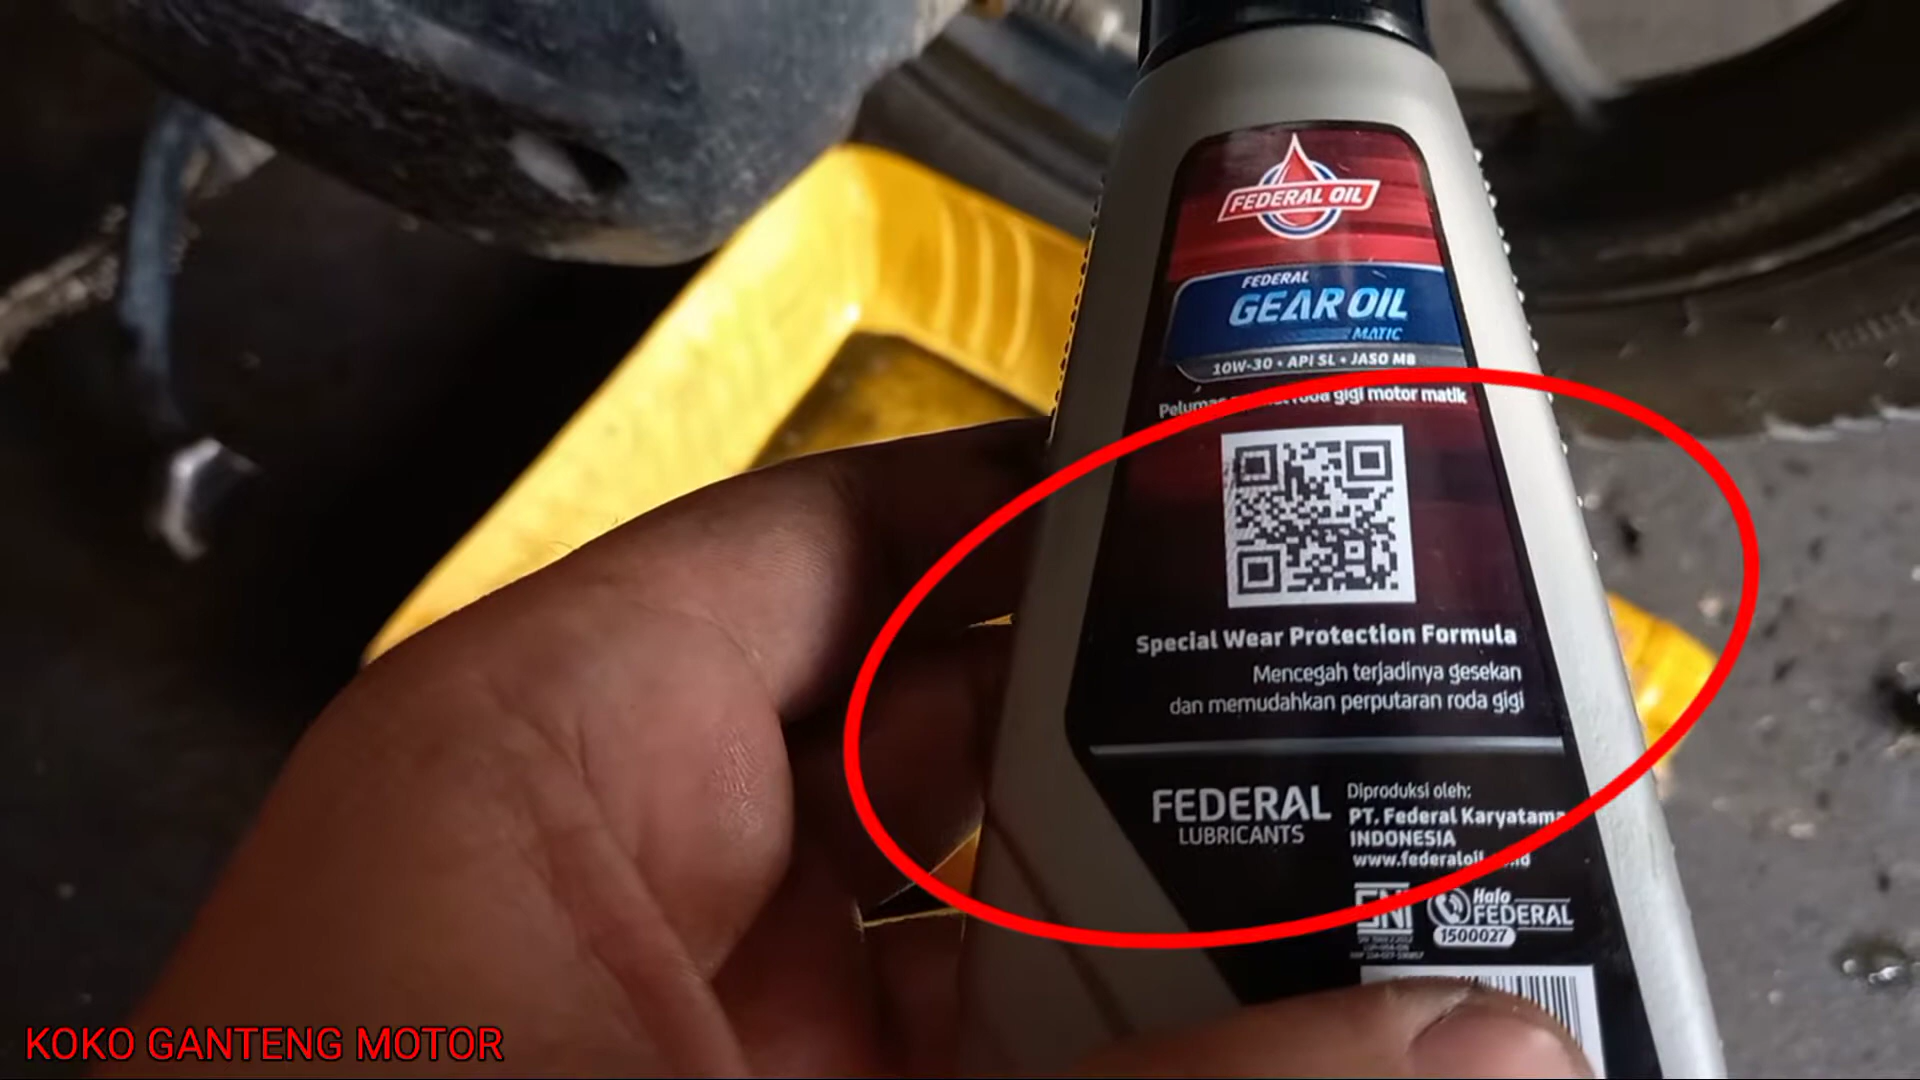 FEDERAL OIL
FEDERAL
GEAR OIL
MATIC
10W-30 • API SL • JASO MB
roda gigi motor matik
Special Wear Protection Formula
Mencegah terjadinya gesekan
dan memudahkan perputaran roda gigi
FEDERAL
LUBRICANTS
Diproduksi oleh:
PT. Federal Karyatama
INDONESIA
SNI
Halo
FEDERAL
1500027
KOKO GANTENG MOTOR